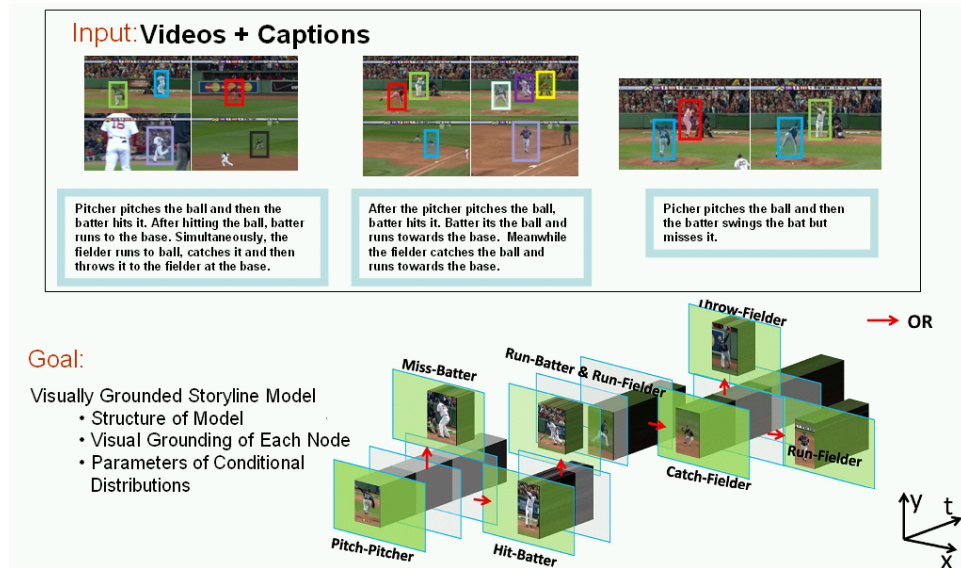 Input: Videos + Captions
Pitcher pitches the ball and then the
batter hits it. After hitting the ball, batter
runs to the base. Simultaneously, the
fielder runs to ball, catches it and then
throws it to the fielder at the base.
After the pitcher pitches the ball,
batter hits it. Batter its the ball and
runs towards the base.  Meanwhile
the fielder catches the ball and
runs towards the base.
Picher pitches the ball and then
the batter swings the bat but
misses it.
Goal:
Visually Grounded Storyline Model
• Structure of Model
• Visual Grounding of Each Node
• Parameters of Conditional
Distributions
Throw-Fielder
OR
Miss-Batter
Run-Batter & Run-Fielder
Run-Fielder
Catch-Fielder
Pitch-Pitcher
Hit-Batter
y
t
x
15